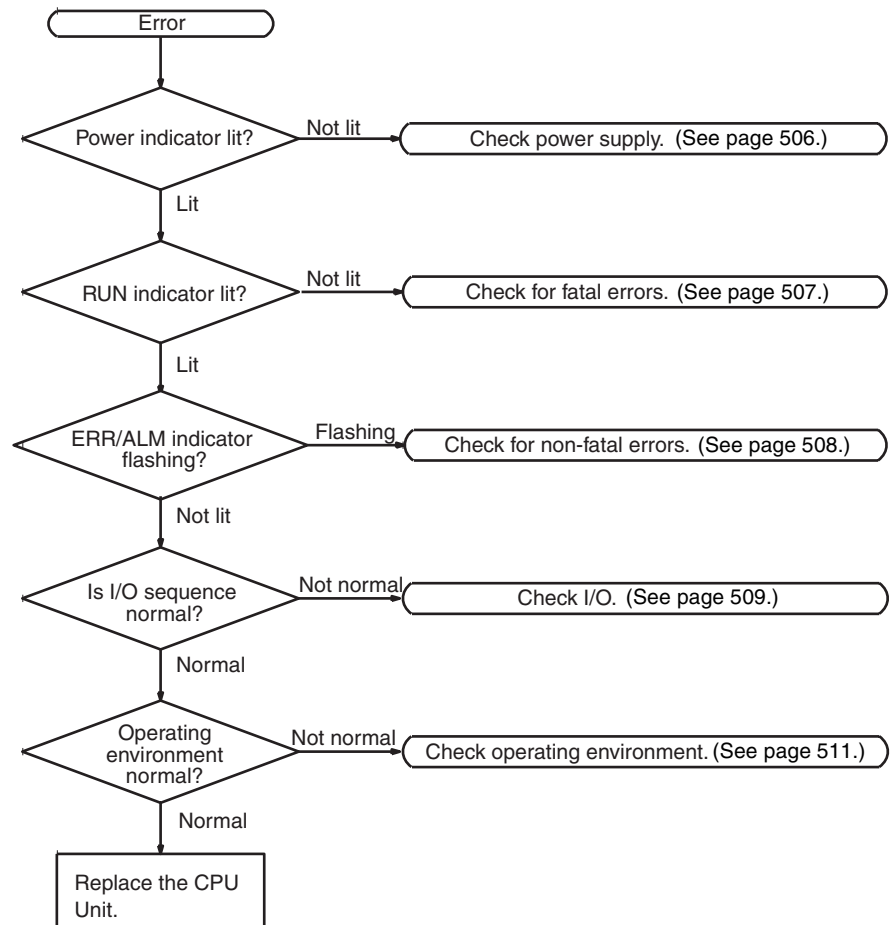 Error
Power indicator lit?
Not lit
Check power supply. (See page 506.)
Lit
RUN indicator lit?
Not lit
Check for fatal errors. (See page 507.)
Lit
ERR/ALM indicator
flashing?
Flashing
Check for non-fatal errors. (See page 508.)
Not lit
Is I/O sequence
normal?
Not normal
Check I/O. (See page 509.)
Normal
Operating
environment
normal?
Not normal
Check operating environment. (See page 511.)
Normal
Replace the CPU
Unit.